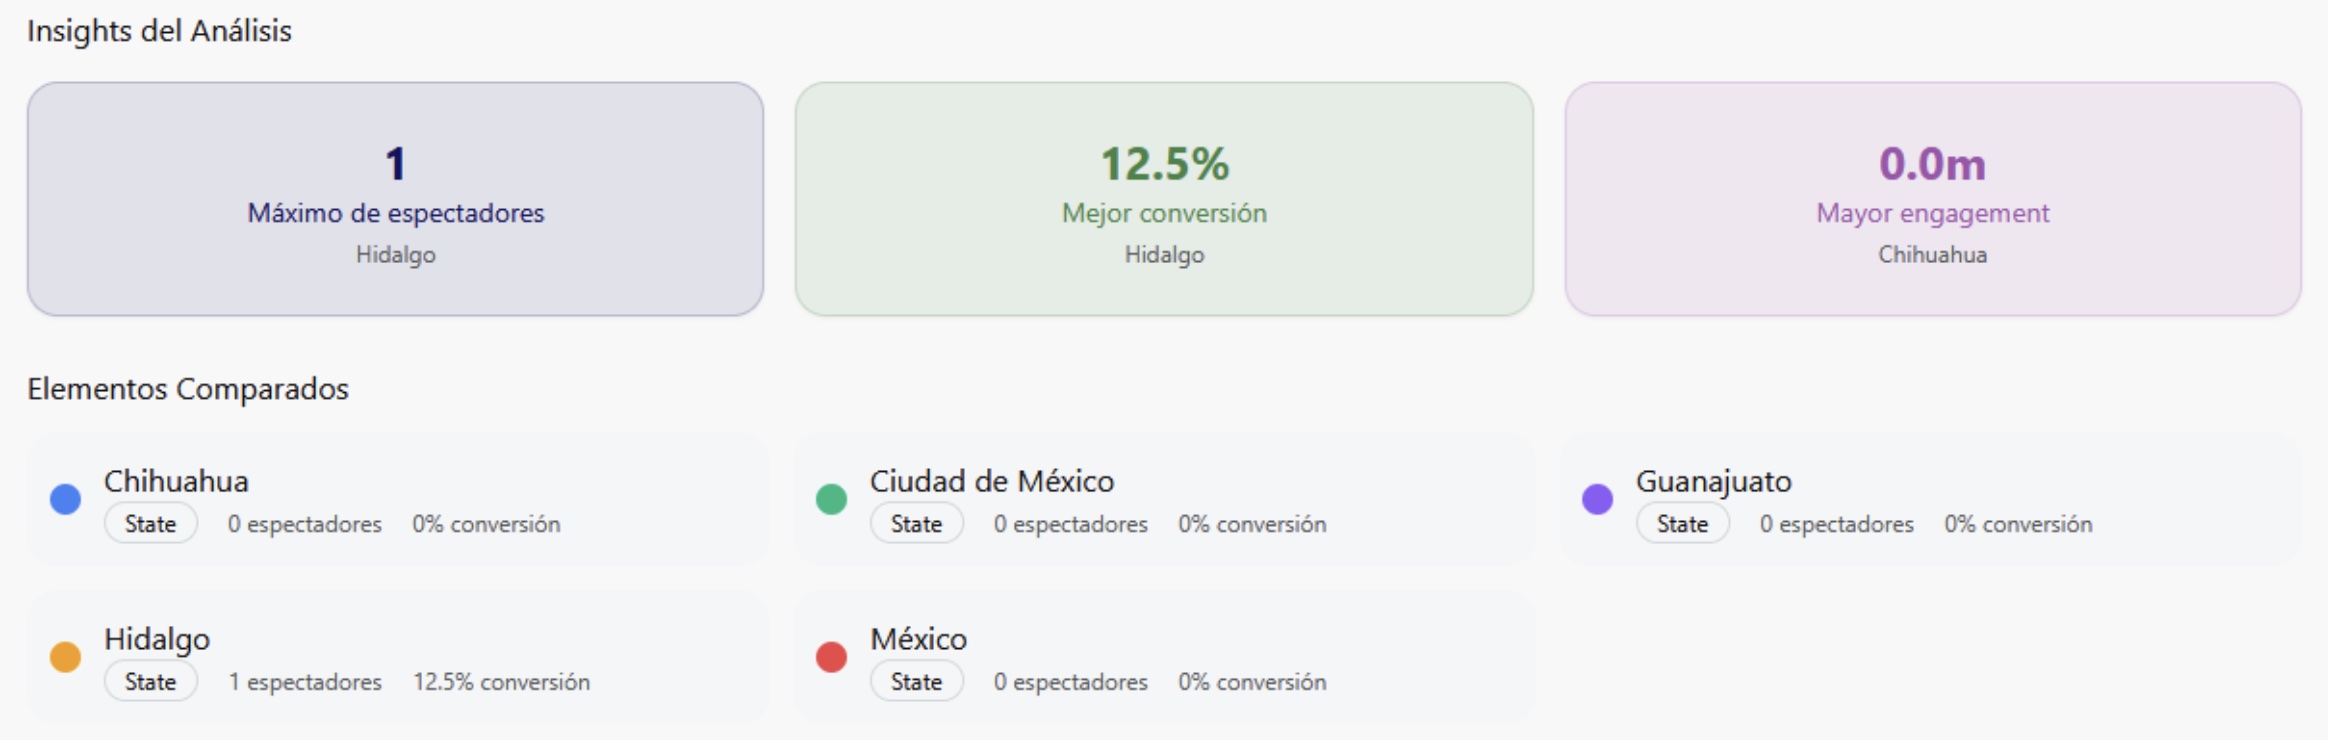 Insights del Análisis
1
Máximo de espectadores
Hidalgo
12.5%
Mejor conversión
Hidalgo
0.0m
Mayor engagement
Chihuahua
Elementos Comparados
Chihuahua
State 0 espectadores 0% conversión
Ciudad de México
State 0 espectadores 0% conversión
Guanajuato
State 0 espectadores 0% conversión
Hidalgo
State 1 espectadores 12.5% conversión
México
State 0 espectadores 0% conversión